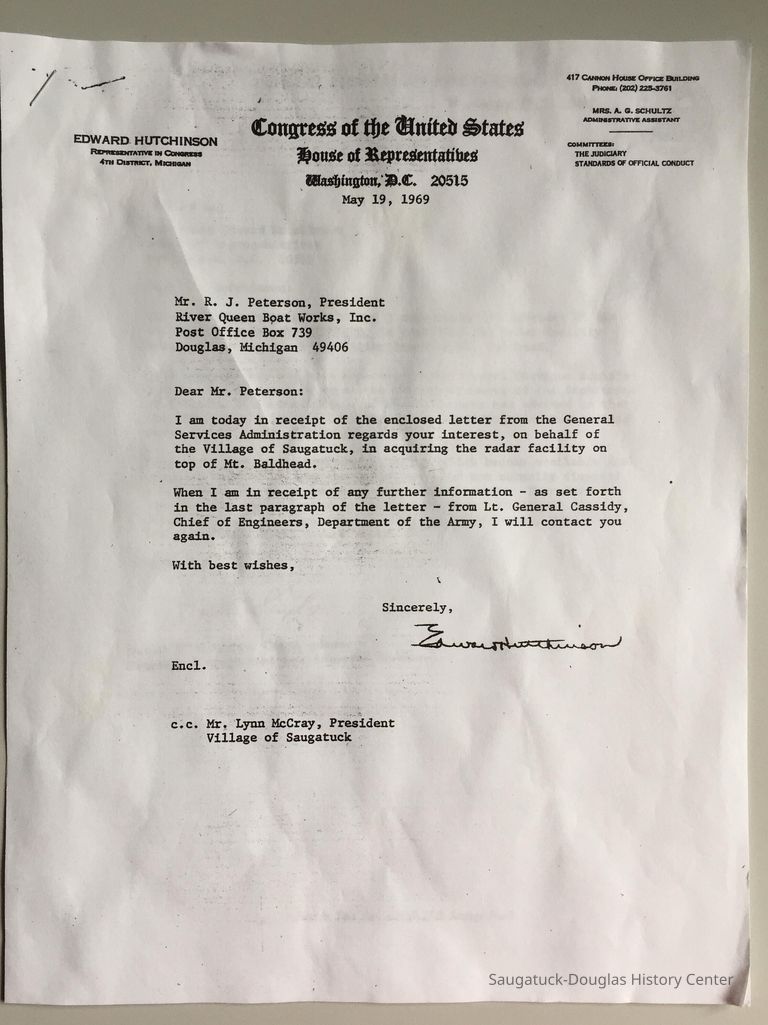 417 Cannon House Office Building
Phone: (202) 225-3761
MRS. A. G. SCHULTZ
ADMINISTRATIVE ASSISTANT
COMMITTEES:
THE JUDICIARY
STANDARDS OF OFFICIAL CONDUCT
EDWARD HUTCHINSON
Representative in Congress
4th District, Michigan
Congress of the United States
House of Representatives
Washington, D.C. 20515
May 19, 1969
Mr. R. J. Peterson, President
River Queen Boat Works, Inc.
Post Office Box 739
Douglas, Michigan 49406
Dear Mr. Peterson:
I am today in receipt of the enclosed letter from the General
Services Administration regards your interest, on behalf of
the Village of Saugatuck, in acquiring the radar facility on
top of Mt. Baldhead.
When I am in receipt of any further information - as set forth
in the last paragraph of the letter - from Lt. General Cassidy,
Chief of Engineers, Department of the Army, I will contact you
again.
With best wishes,
Sincerely,
Edward Hutchinson
Encl.
c.c. Mr. Lynn McCray, President
Village of Saugatuck
Saugatuck-Douglas History Center